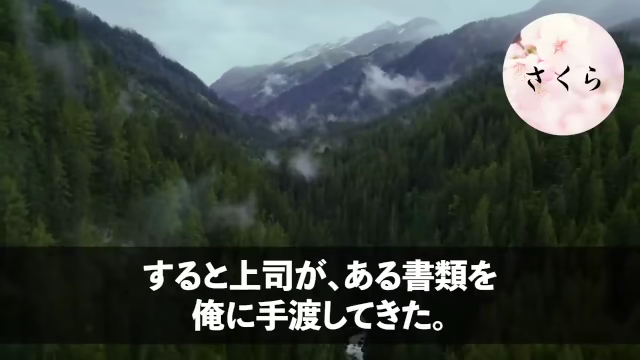 さくら
すると上司が、ある書類を
俺に手渡してきた。